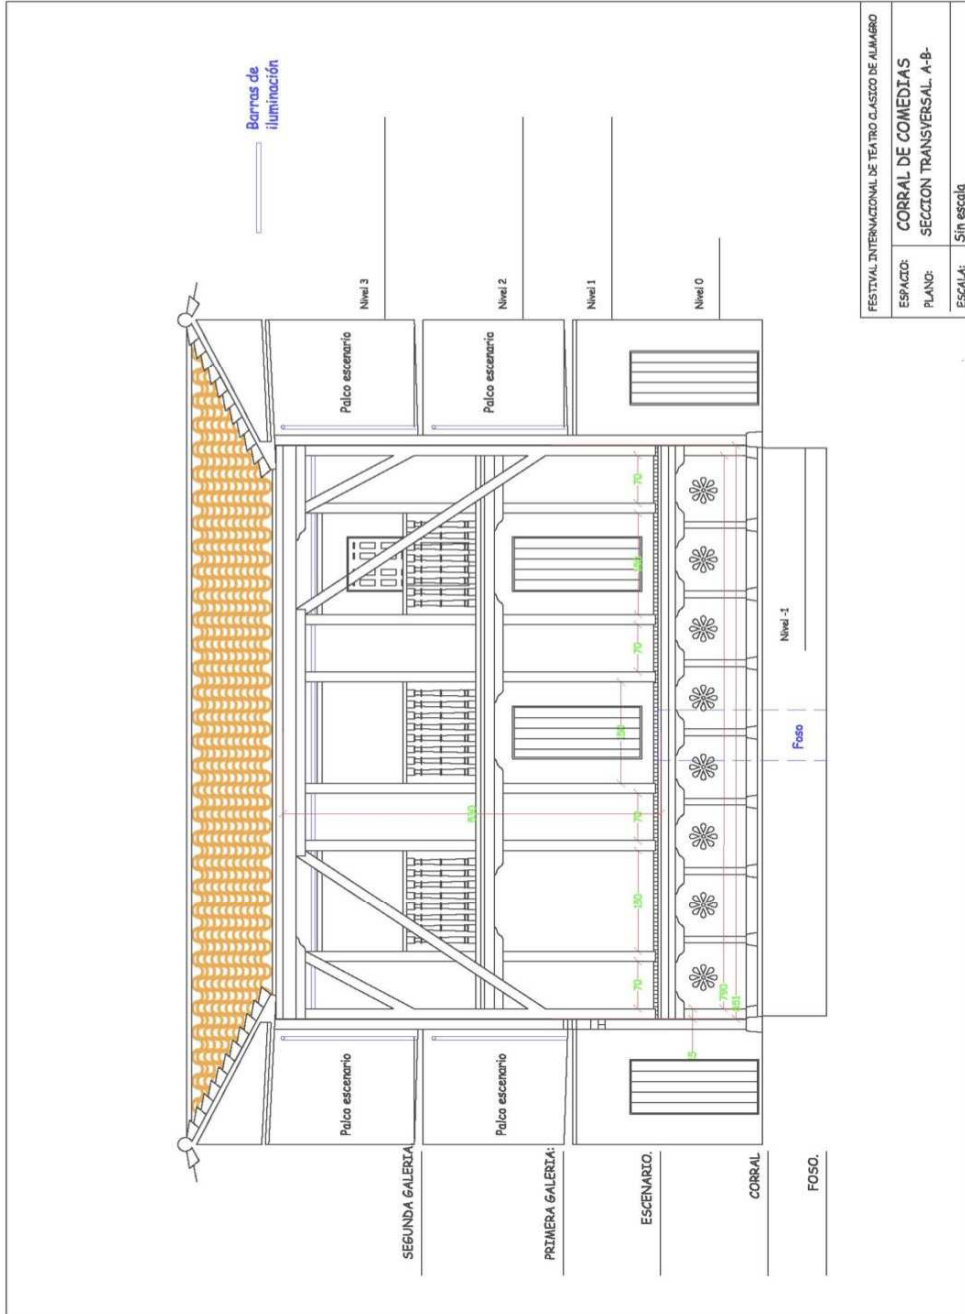 Barras de
iluminación
Nivel 3
Nivel 2
Nivel 1
Nivel 0
Nivel -1
Palco escenario
Palco escenario
Palco escenario
Palco escenario
70
70
150
70
150
70
790
15
Foso
SEGUNDA GALERIA
PRIMERA GALERIA:
ESCENARIO.
CORRAL
FOSO.
FESTIVAL INTERNACIONAL DE TEATRO CLASICO DE ALMAGRO
ESPACIO: CORRAL DE COMEDIAS
PLANO: SECCION TRANSVERSAL. A-B-
ESCALA: Sin escala